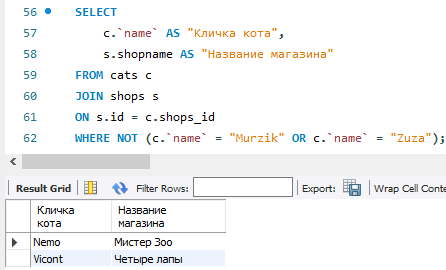 56 SELECT
57 c.`name` AS "Кличка кота",
58 s.shopname AS "Название магазина"
59 FROM cats c
60 JOIN shops s
61 ON s.id = c.shops_id
62 WHERE NOT (c.`name` = "Murzik" OR c.`name` = "Zuza");
Result Grid Filter Rows: Export: Wrap Cell Conte
Кличка Название
кота магазина
Nemo Мистер Зоо
Vicont Четыре лапы